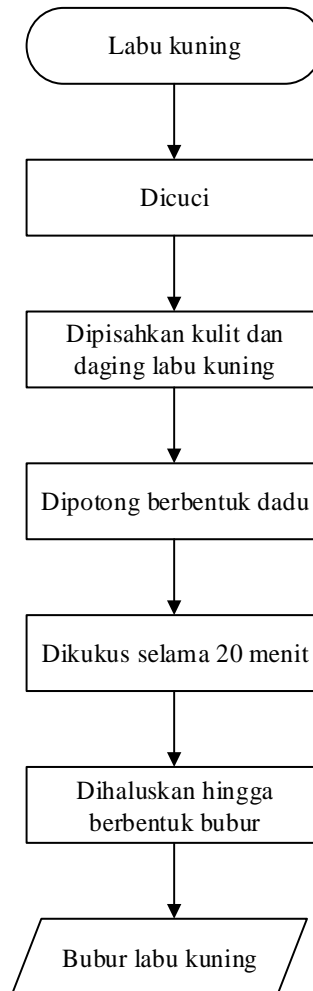 Labu kuning
Dicuci
Dipisahkan kulit dan
daging labu kuning
Dipotong berbentuk dadu
Dikukus selama 20 menit
Dihaluskan hingga
berbentuk bubur
Bubur labu kuning